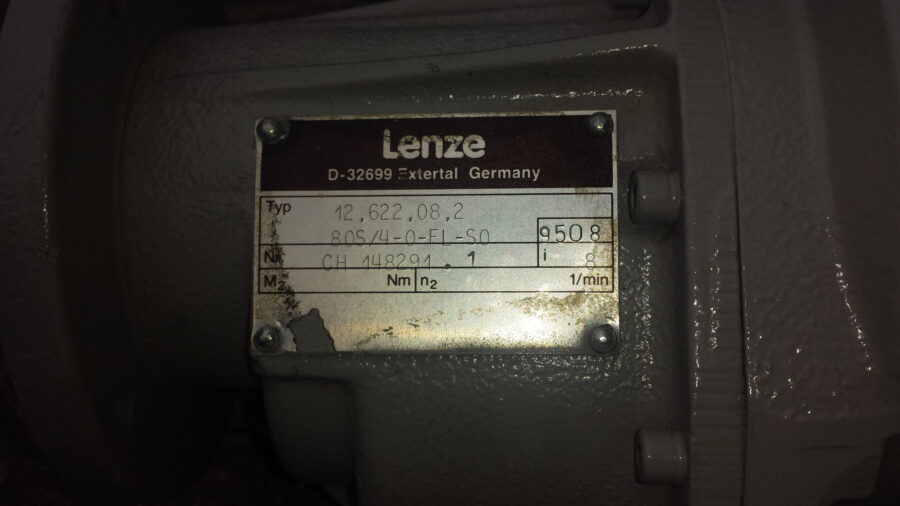 Lenze
D-32699 Extertal Germany
Typ 12.622.08.2
80S/4-0-FL-SO 9508
Nr CH 148291.1 i 8
M2 Nm n2 1/min